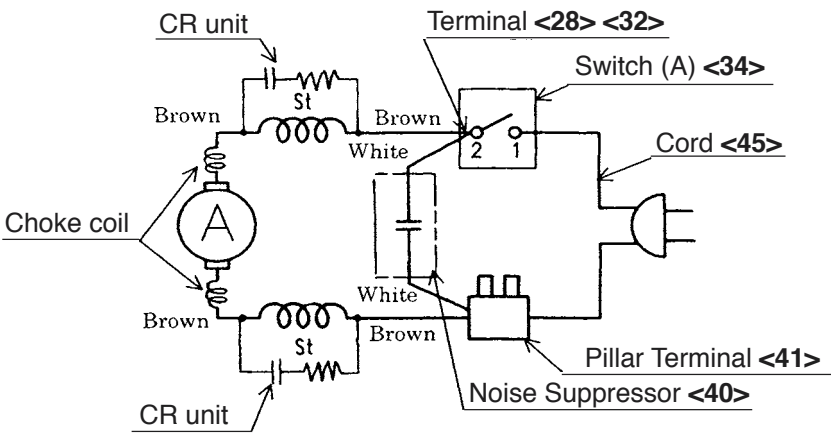 CR unit
Terminal <28> <32>
Switch (A) <34>
St
Brown
Brown
White
2 1
Cord <45>
Choke coil
A
White
Brown
St
Brown
Pillar Terminal <41>
Noise Suppressor <40>
CR unit